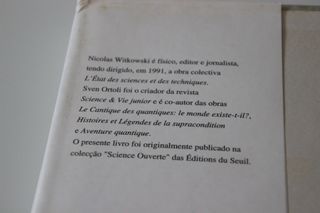 Nicolas Witkowski é físico, editor e jornalista,
tendo dirigido, em 1991, a obra colectiva
L'État des sciences et des techniques.
Sven Ortoli foi o criador da revista
Science & Vie junior e é co-autor das obras
Le Cantique des quantiques: le monde existe-t-il?,
Histoires et Légendes de la supracondition
e Aventure quantique.
O presente livro foi originalmente publicado na
colecção "Science Ouverte" das Éditions du Seuil.